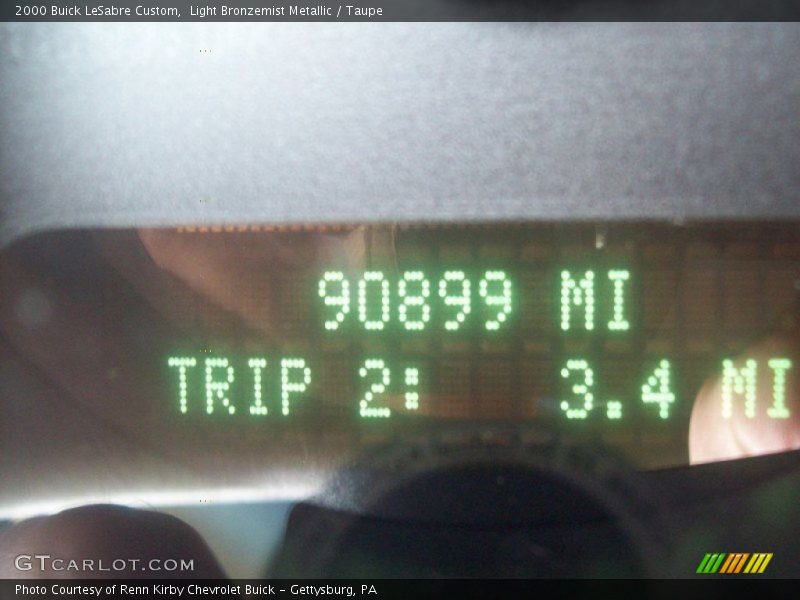 2000 Buick LeSabre Custom,  Light Bronzemist Metallic / Taupe
90899 MI
TRIP 2: 3.4 MI
GTCARLOT.COM
Photo Courtesy of Renn Kirby Chevrolet Buick - Gettysburg, PA